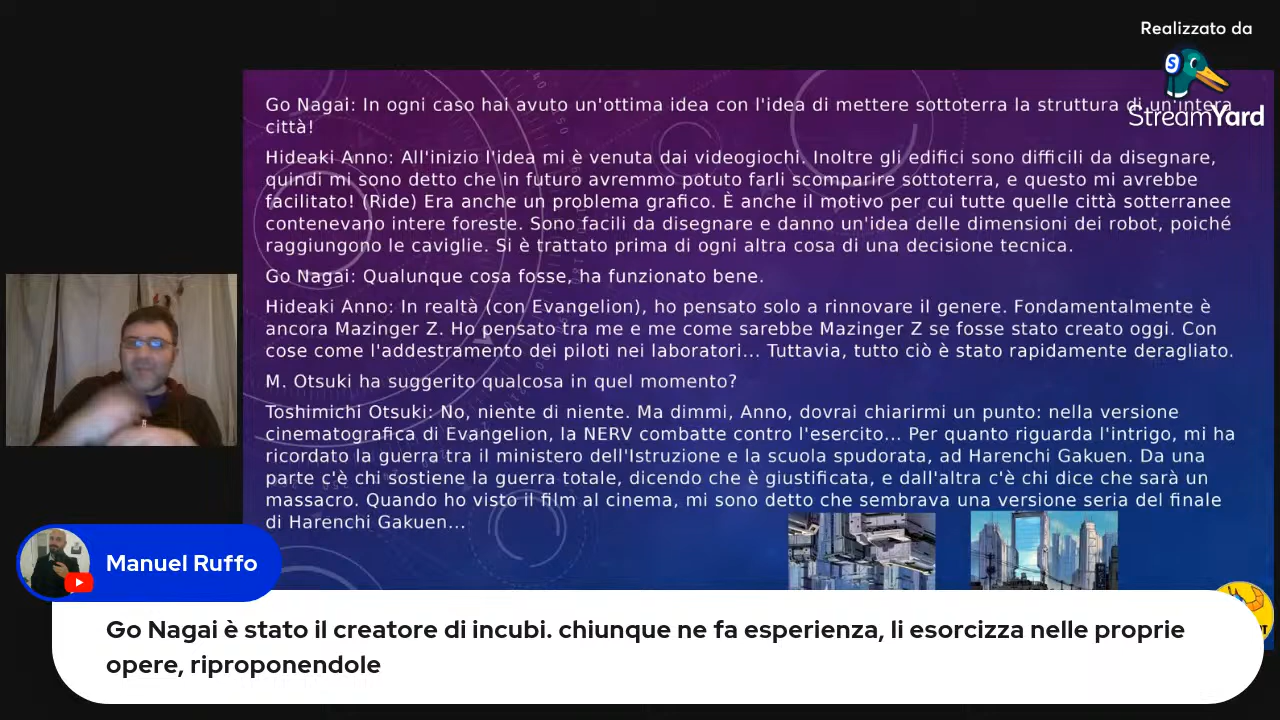 Realizzato da
StreamYard
Go Nagai: In ogni caso hai avuto un'ottima idea con l'idea di mettere sottoterra la struttura di un'intera
città!
Hideaki Anno: All'inizio l'idea mi è venuta dai videogiochi. Inoltre gli edifici sono difficili da disegnare,
quindi mi sono detto che in futuro avremmo potuto farli scomparire sottoterra, e questo mi avrebbe
facilitato! (Ride) Era anche un problema grafico. È anche il motivo per cui tutte quelle città sotterranee
contenevano intere foreste. Sono facili da disegnare e danno un'idea delle dimensioni dei robot, poiché
raggiungono le caviglie. Si è trattato prima di ogni altra cosa di una decisione tecnica.
Go Nagai: Qualunque cosa fosse, ha funzionato bene.
Hideaki Anno: In realtà (con Evangelion), ho pensato solo a rinnovare il genere. Fondamentalmente è
ancora Mazinger Z. Ho pensato tra me e me come sarebbe Mazinger Z se fosse stato creato oggi. Con
cose come l'addestramento dei piloti nei laboratori... Tuttavia, tutto ciò è stato rapidamente deragliato.
M. Otsuki ha suggerito qualcosa in quel momento?
Toshimichi Otsuki: No, niente di niente. Ma dimmi, Anno, dovrai chiarirmi un punto: nella versione
cinematografica di Evangelion, la NERV combatte contro l'esercito... Per quanto riguarda l'intrigo, mi ha
ricordato la guerra tra il ministero dell'Istruzione e la scuola spudorata, ad Harenchi Gakuen. Da una
parte c'è chi sostiene la guerra totale, dicendo che è giustificata, e dall'altra c'è chi dice che sarà un
massacro. Quando ho visto il film al cinema, mi sono detto che sembrava una versione seria del finale
di Harenchi Gakuen...
Manuel Ruffo
Go Nagai è stato il creatore di incubi. chiunque ne fa esperienza, li esorcizza nelle proprie
opere, riproponendole